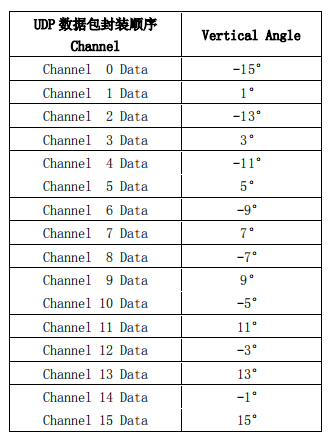 UDP 数据包封装顺序
Channel
Vertical Angle
Channel 0 Data -15°
Channel 1 Data 1°
Channel 2 Data -13°
Channel 3 Data 3°
Channel 4 Data -11°
Channel 5 Data 5°
Channel 6 Data -9°
Channel 7 Data 7°
Channel 8 Data -7°
Channel 9 Data 9°
Channel 10 Data -5°
Channel 11 Data 11°
Channel 12 Data -3°
Channel 13 Data 13°
Channel 14 Data -1°
Channel 15 Data 15°